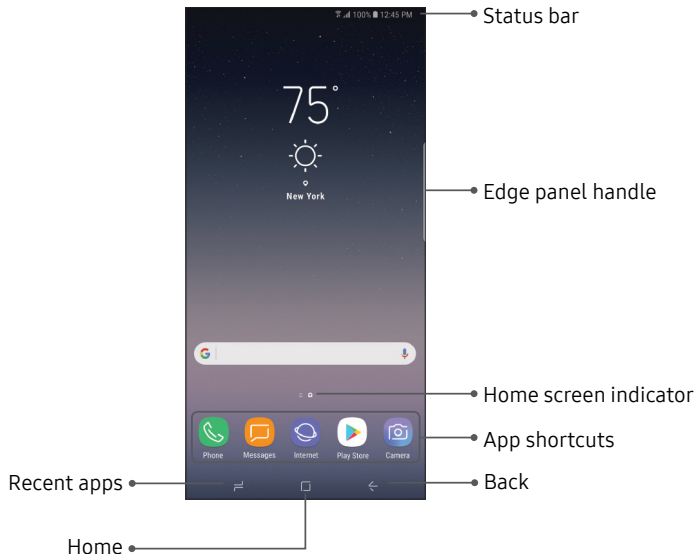 100% 12:45 PM
Status bar
75°
New York
Edge panel handle
G
Home screen indicator
App shortcuts
Phone Messages Internet Play Store Camera
Recent apps
Back
Home